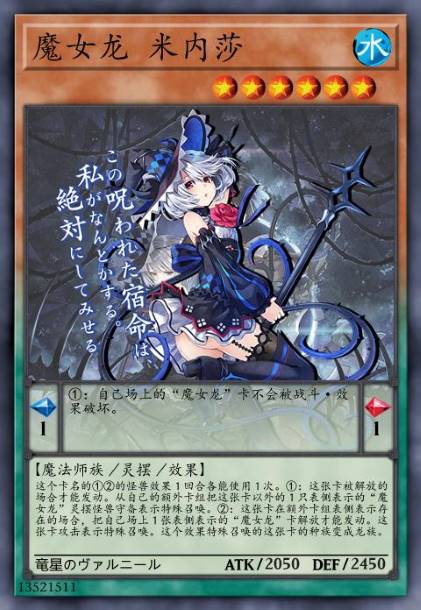 魔女龙 米内莎
水
この呪われた宿命は、
私がなんとかする。
絶対にしてみせる
①：自己场上的“魔女龙”卡不会被战斗·效
果破坏。
1
1
【魔法师族／灵摆／效果】
这个卡名的①②的怪兽效果1回合各能使用1次。①：这张卡被解放的
场合才能发动。从自己的额外卡组把这张卡以外的1只表侧表示的“魔
女龙”灵摆怪兽守备表示特殊召唤。②：这张卡在额外卡组表侧表示存
在的场合，把自己场上1张表侧表示的“魔女龙”卡解放才能发动。这
张卡攻击表示特殊召唤。这个效果特殊召唤的这张卡的种族变成龙族。
竜星のヴァルニール
ATK/2050 DEF/2450
13521511